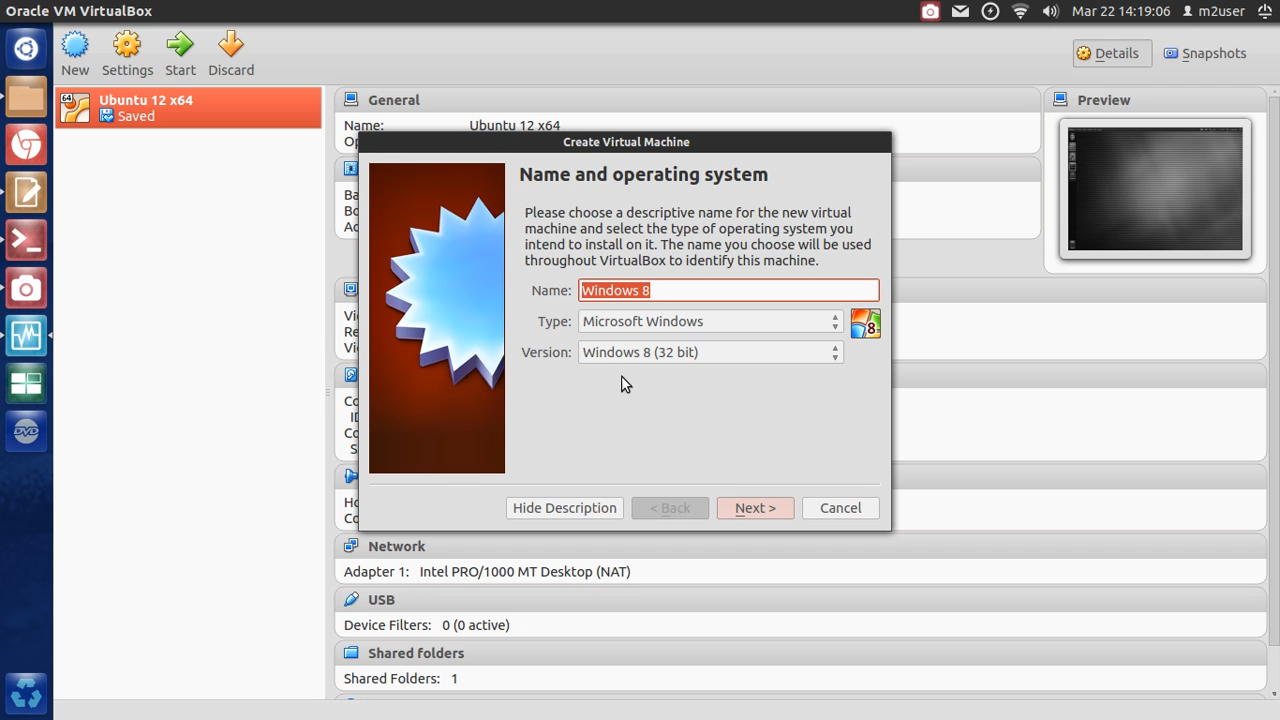 Oracle VM VirtualBox
Mar 22 14:19:06 m2user
New Settings Start Discard
Details Snapshots
64 Ubuntu 12 x64
Saved
General
Name: Ubuntu 12 x64
Preview
Create Virtual Machine
Name and operating system
Please choose a descriptive name for the new virtual
machine and select the type of operating system you
intend to install on it. The name you choose will be used
throughout VirtualBox to identify this machine.
Name: Windows 8
Type: Microsoft Windows
8
Version: Windows 8 (32 bit)
Hide Description < Back Next > Cancel
Network
Adapter 1: Intel PRO/1000 MT Desktop (NAT)
USB
Device Filters: 0 (0 active)
Shared folders
Shared Folders: 1
DVD